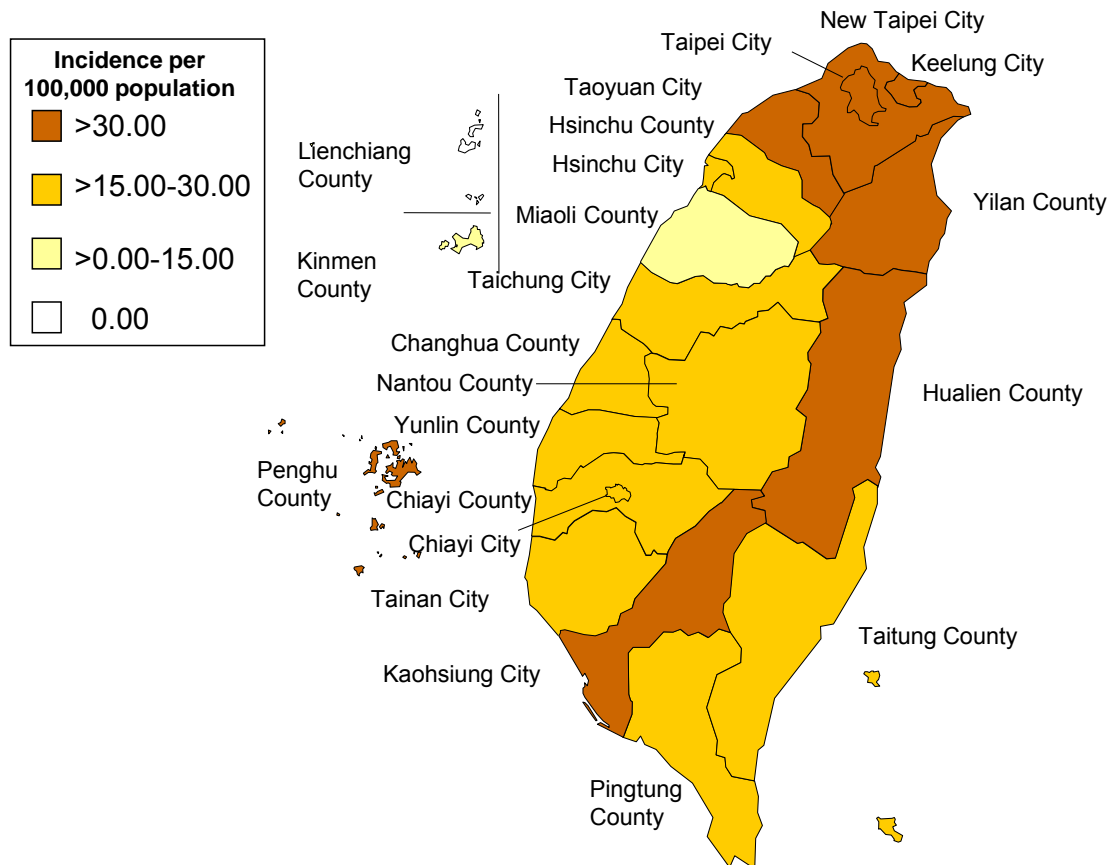 Incidence per
100,000 population
>30.00
>15.00-30.00
>0.00-15.00
0.00
New Taipei City
Taipei City
Keelung City
Taoyuan City
Hsinchu County
Hsinchu City
Lienchiang
County
Miaoli County
Yilan County
Kinmen
County
Taichung City
Changhua County
Nantou County
Hualien County
Yunlin County
Penghu
County
Chiayi County
Chiayi City
Tainan City
Taitung County
Kaohsiung City
Pingtung
County